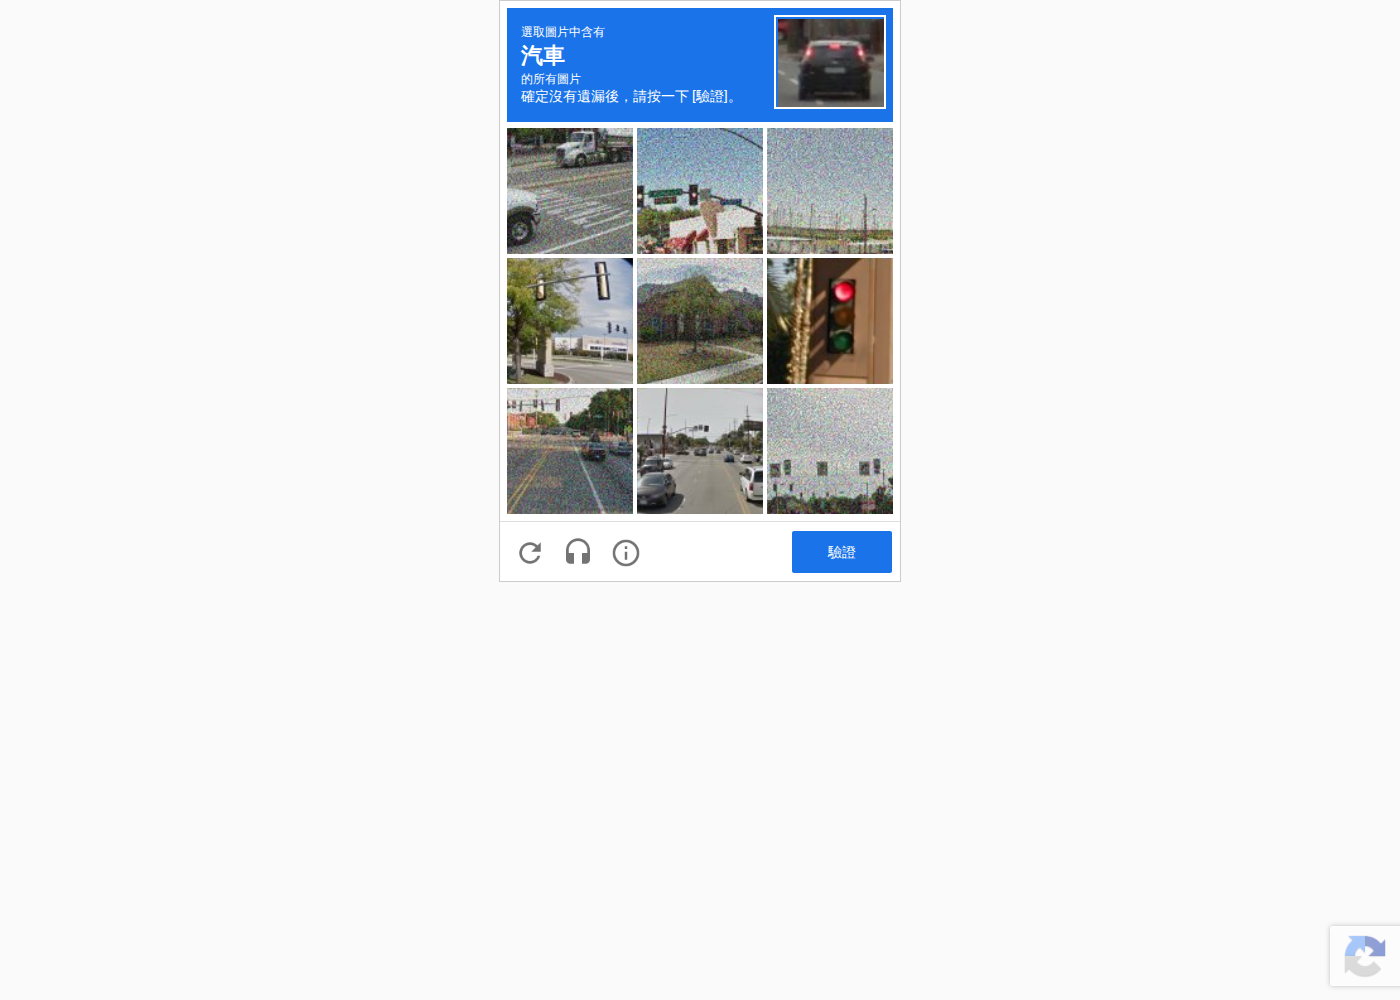 選取圖片中含有
汽車
的所有圖片
確定沒有遺漏後，請按一下 [驗證]。
驗證